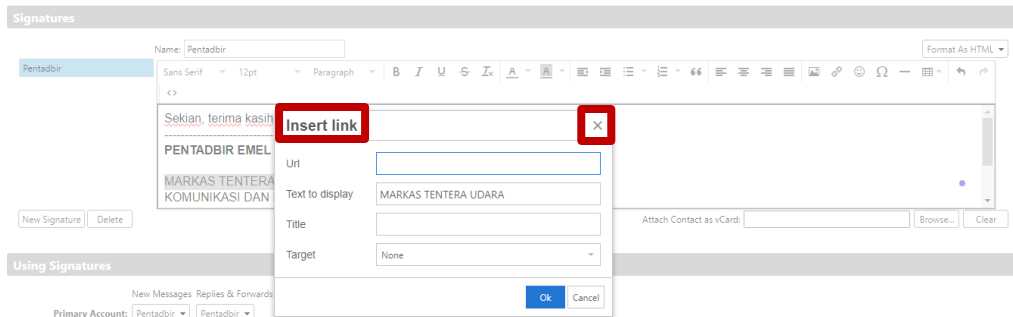 Signatures
Name: Pentadbir
Format As HTML
Pentadbir
Sans Serif 12pt Paragraph B I U S Ix A A
Sekian, terima kasih
PENTADBIR EMEL
MARKAS TENTERA
KOMUNIKASI DAN
Insert link
Url
Text to display MARKAS TENTERA UDARA
Title
Target None
Ok Cancel
New Signature Delete
Attach Contact as vCard: Browse... Clear
Using Signatures
New Messages Replies & Forwards
Primary Account: Pentadbir Pentadbir